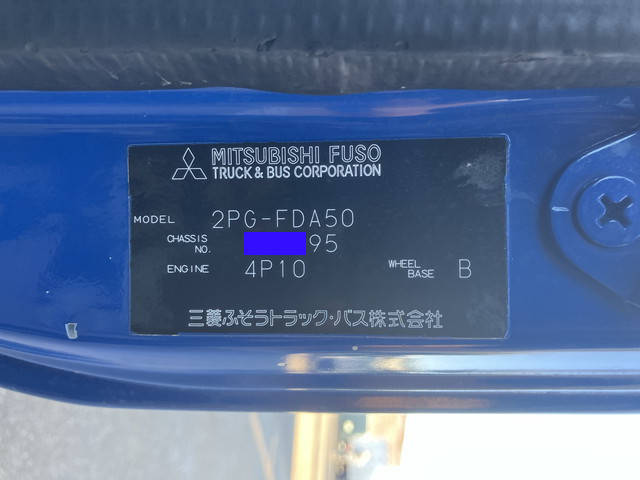 MITSUBISHI FUSO
TRUCK & BUS CORPORATION
MODEL 2PG-FDA50
CHASSIS NO. 95
ENGINE 4P10 WHEEL BASE B
三菱ふそうトラック・バス株式会社